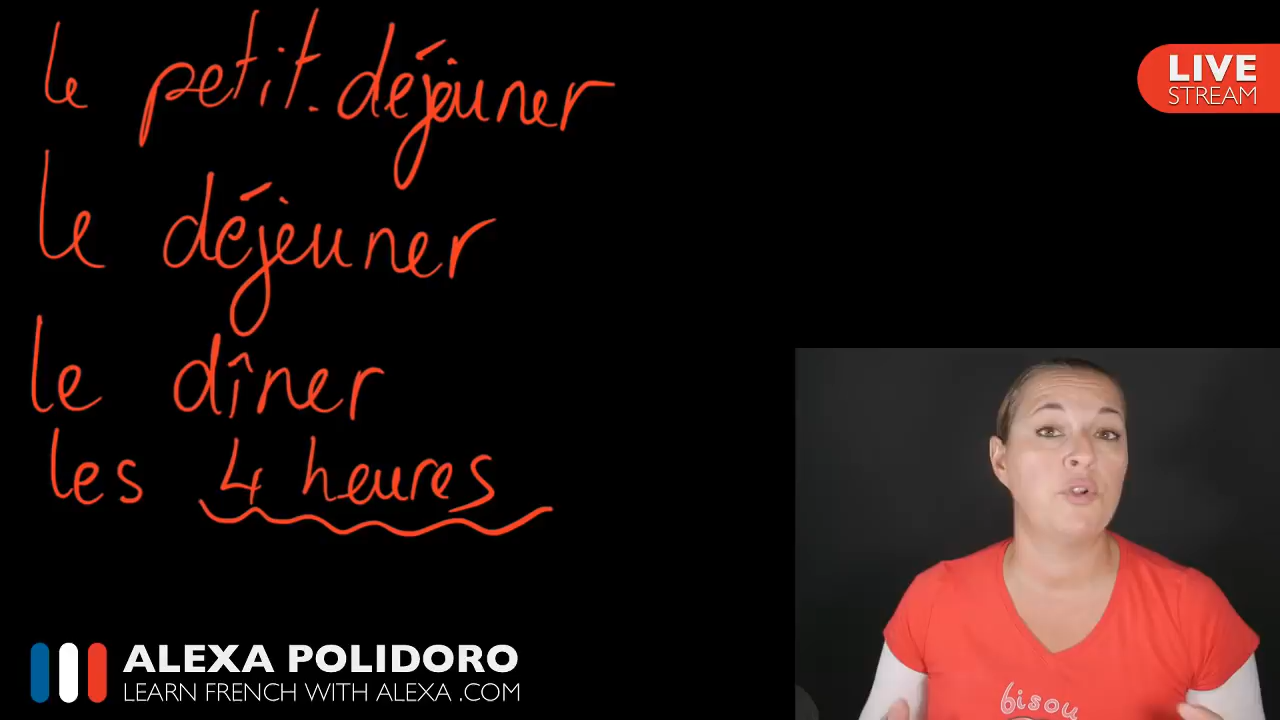 le petit-déjeuner
le déjeuner
le dîner
les 4 heures
LIVE
STREAM
bisou
ALEXA POLIDORO
LEARN FRENCH WITH ALEXA .COM